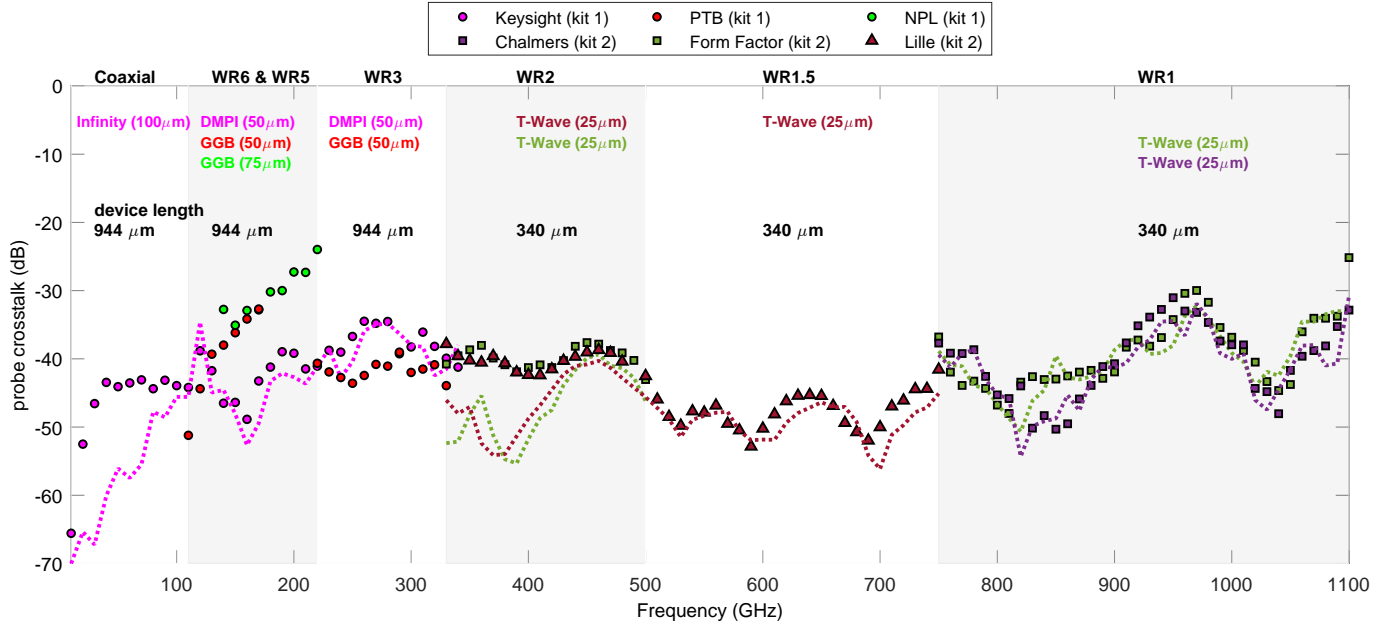 Keysight (kit 1) PTB (kit 1) NPL (kit 1)
Chalmers (kit 2) Form Factor (kit 2) Lille (kit 2)
Coaxial WR6 & WR5 WR3 WR2 WR1.5 WR1
Infinity (100μm) DMPI (50μm) DMPI (50μm) T-Wave (25μm) T-Wave (25μm)
GGB (50μm) GGB (50μm) T-Wave (25μm) T-Wave (25μm)
GGB (75μm) T-Wave (25μm)
device length
944 μm 944 μm 944 μm 340 μm 340 μm 340 μm
probe crosstalk (dB)
0
-10
-20
-30
-40
-50
-60
-70
100 200 300 400 500 600 700 800 900 1000 1100
Frequency (GHz)